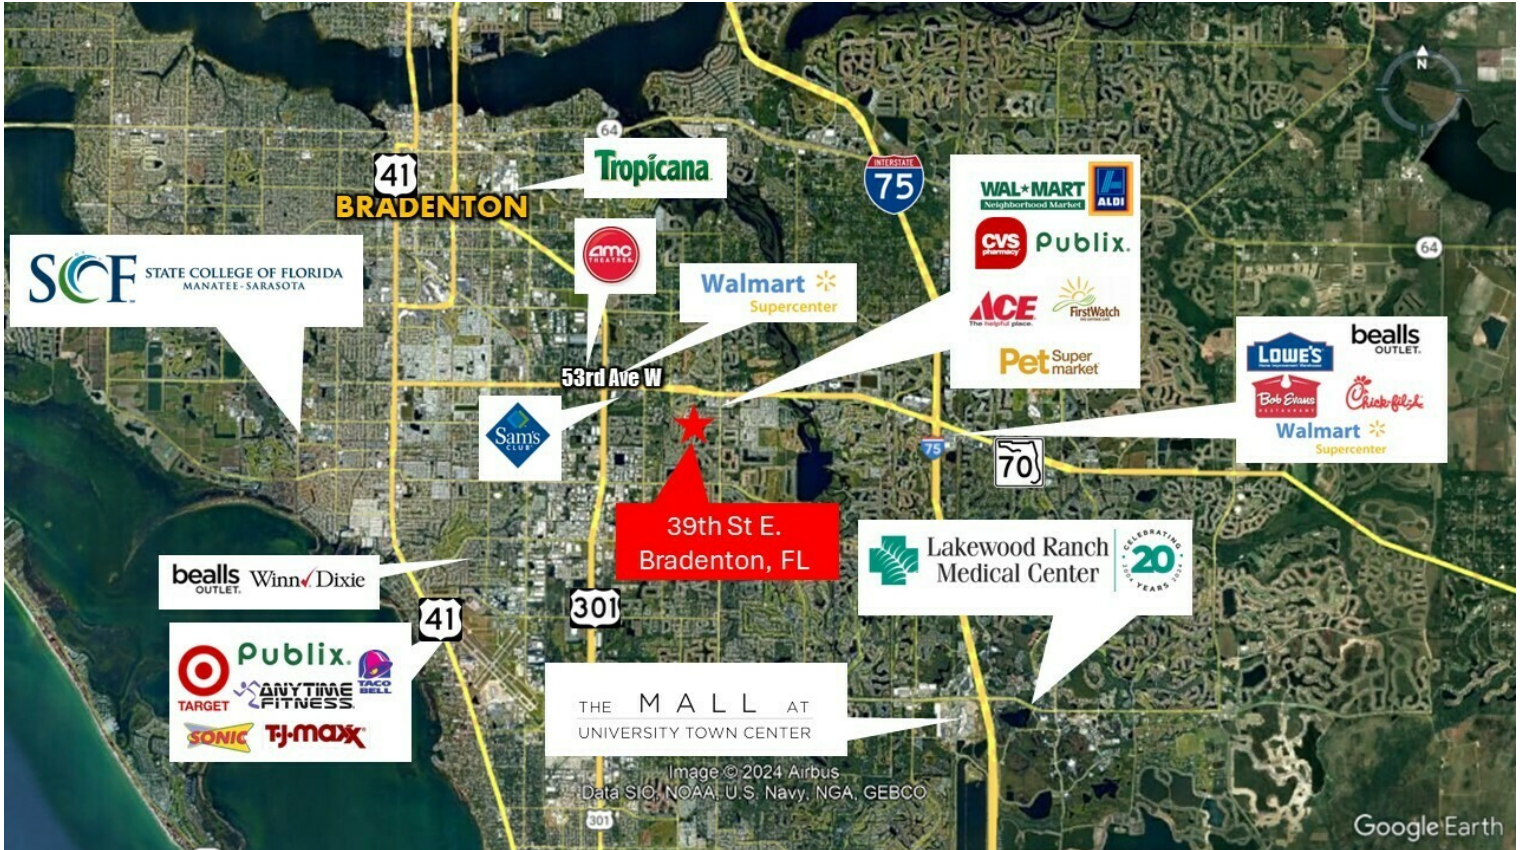 N
64
41
BRADENTON
Tropicana
INTERSTATE
75
WAL★MART
Neighborhood Market
ALDI
CVS
pharmacy
Publix.
ACE
The helpful place.
FirstWatch
Pet Super
market
64
SCF STATE COLLEGE OF FLORIDA
MANATEE-SARASOTA
amc
THEATRES
Walmart
Supercenter
53rd Ave W
Sam's
CLUB
LOWE'S
bealls
OUTLET.
Bob Evans
RESTAURANT
Chick-fil-A
Walmart
Supercenter
75
70
39th St E.
Bradenton, FL
Lakewood Ranch
Medical Center
CELEBRATING
20
YEARS
bealls
OUTLET.
Winn Dixie
41
301
TARGET
Publix.
TACO
BELL
ANYTIME
FITNESS
SONIC
T·J·maxx
THE MALL AT
UNIVERSITY TOWN CENTER
Image © 2024 Airbus
Data SIO, NOAA, U.S. Navy, NGA, GEBCO
301
Google Earth